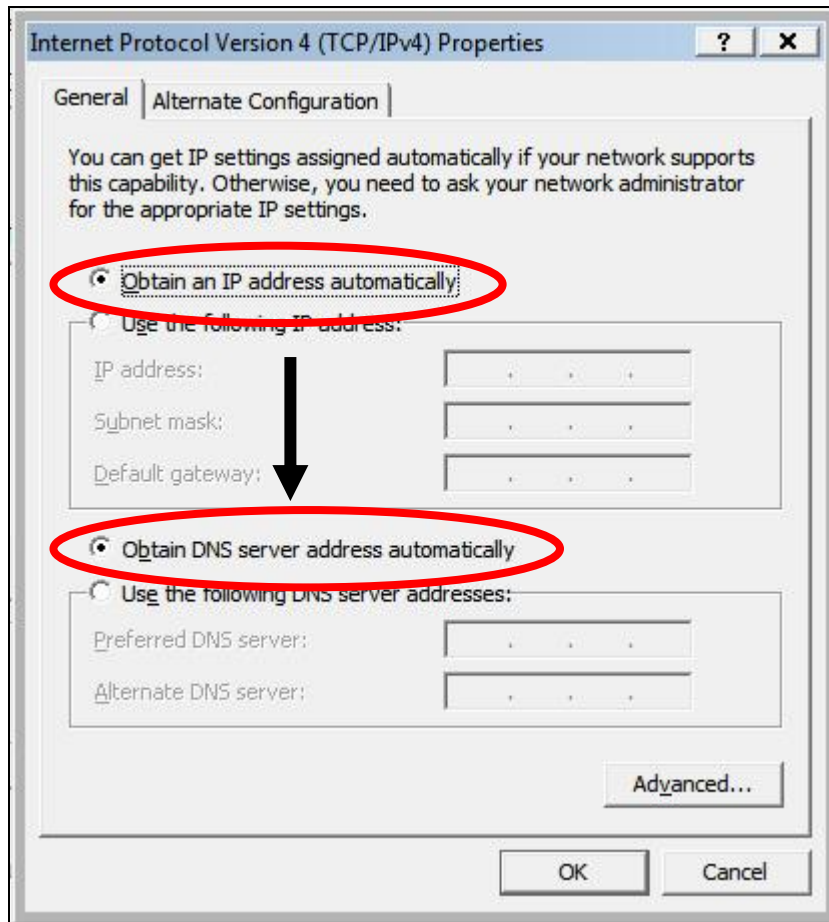 Internet Protocol Version 4 (TCP/IPv4) Properties
General
Alternate Configuration
You can get IP settings assigned automatically if your network supports
this capability. Otherwise, you need to ask your network administrator
for the appropriate IP settings.
Obtain an IP address automatically
Use the following IP address:
IP address:
Subnet mask:
Default gateway:
Obtain DNS server address automatically
Use the following DNS server addresses:
Preferred DNS server:
Alternate DNS server:
Advanced...
OK
Cancel